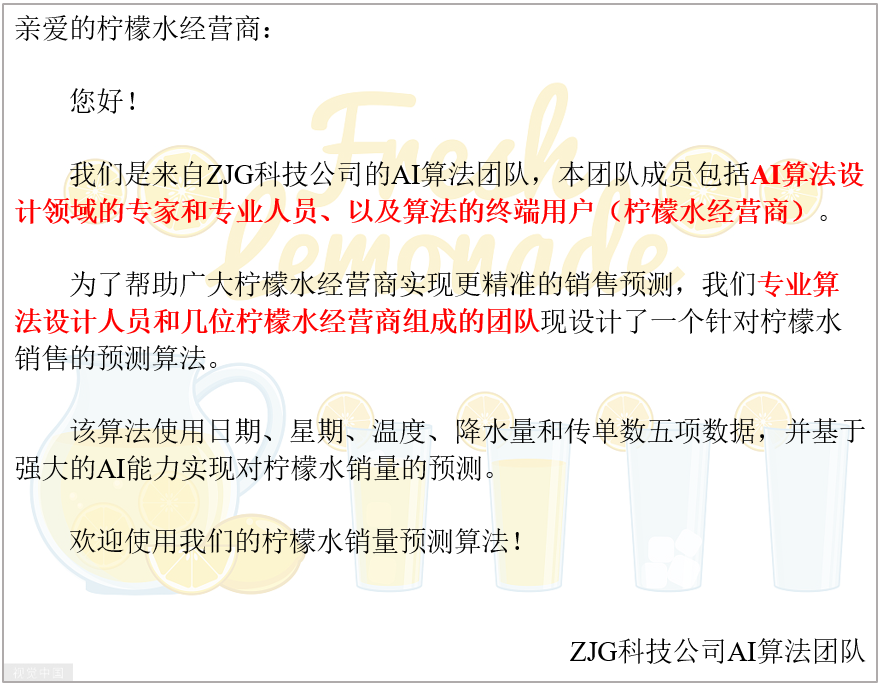 亲爱的柠檬水经营商：
您好！
Fresh
Lemonade
我们是来自ZJG科技公司的AI算法团队，本团队成员包括AI算法设
计领域的专家和专业人员、以及算法的终端用户（柠檬水经营商）。
为了帮助广大柠檬水经营商实现更精准的销售预测，我们专业算
法设计人员和几位柠檬水经营商组成的团队现设计了一个针对柠檬水
销售的预测算法。
该算法使用日期、星期、温度、降水量和传单数五项数据，并基于
强大的AI能力实现对柠檬水销量的预测。
欢迎使用我们的柠檬水销量预测算法！
ZJG科技公司AI算法团队
视觉中国